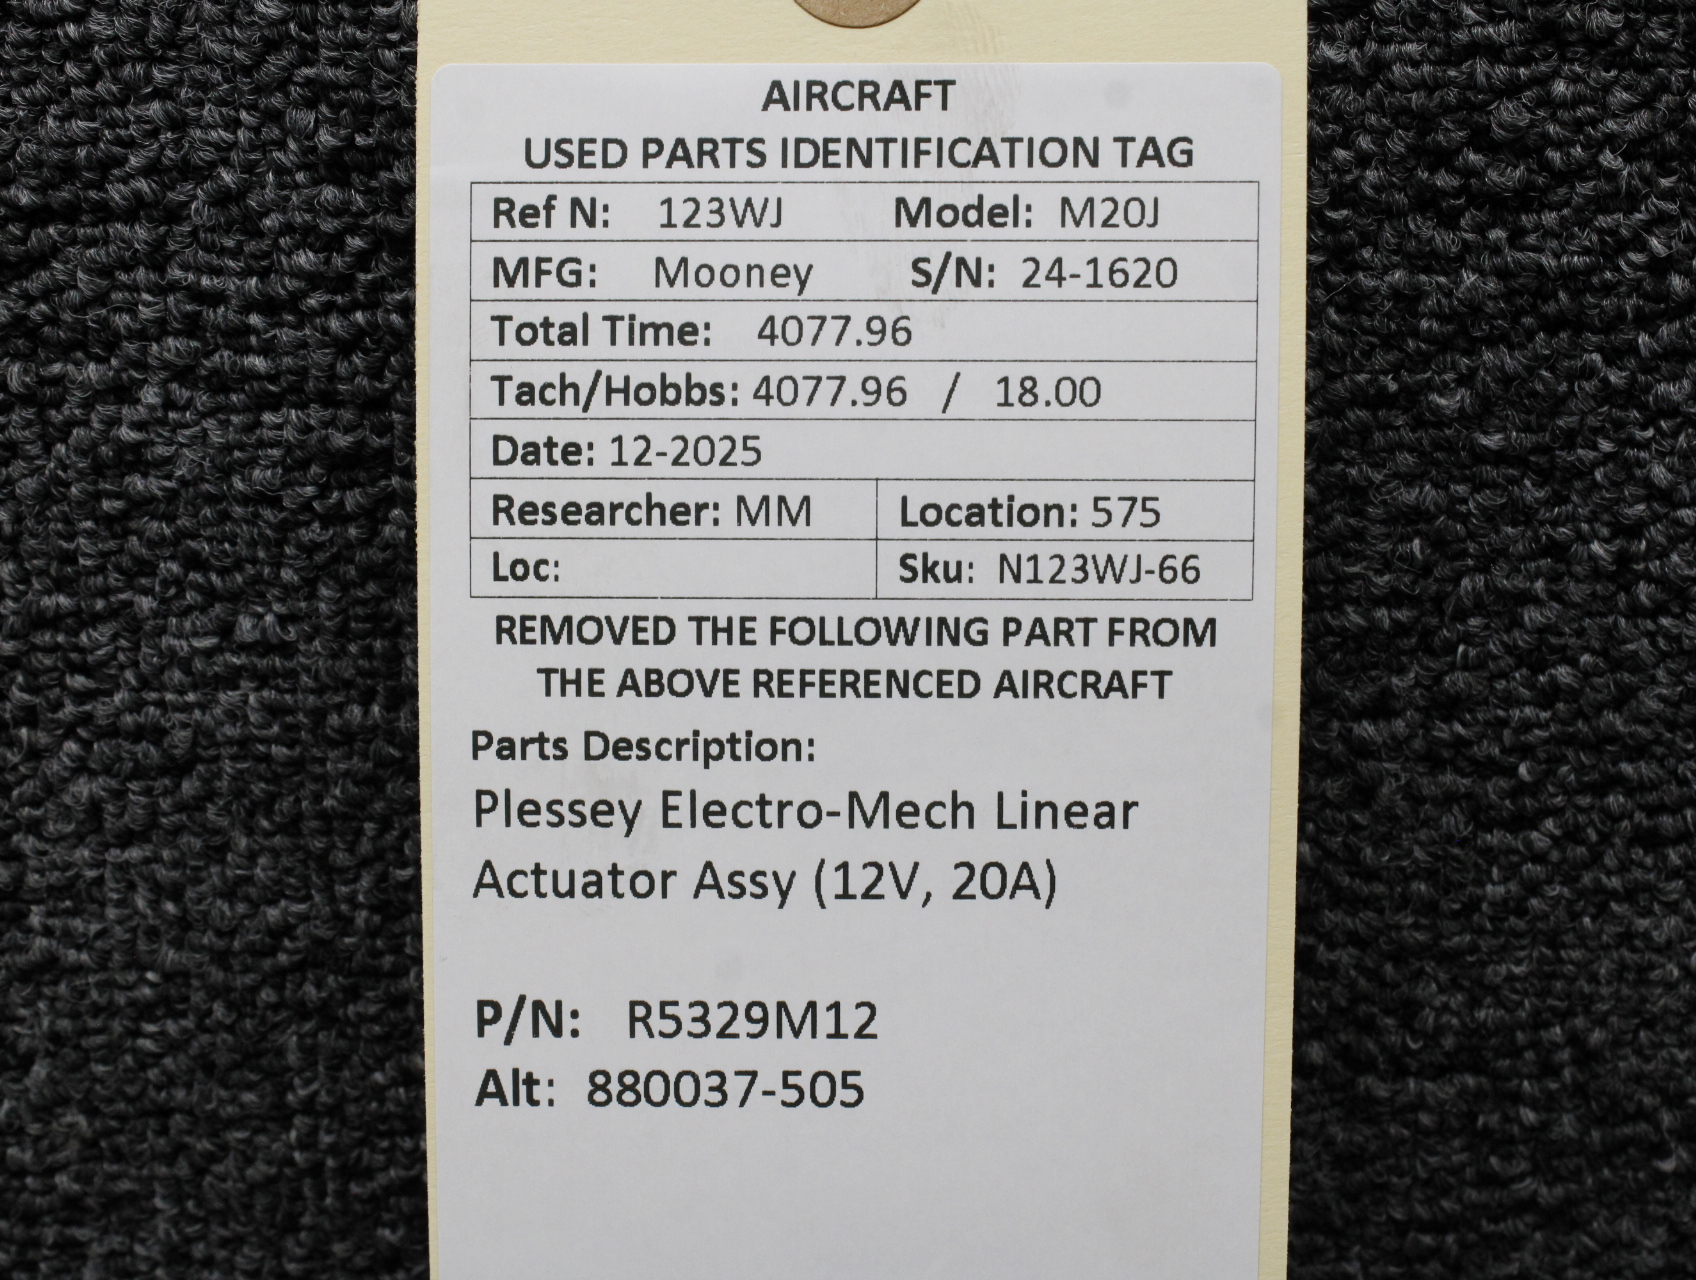 AIRCRAFT
USED PARTS IDENTIFICATION TAG
Ref N: 123WJ Model: M20J
MFG: Mooney S/N: 24-1620
Total Time: 4077.96
Tach/Hobbs: 4077.96 / 18.00
Date: 12-2025
Researcher: MM Location: 575
Loc: Sku: N123WJ-66
REMOVED THE FOLLOWING PART FROM
THE ABOVE REFERENCED AIRCRAFT
Parts Description:
Plessey Electro-Mech Linear
Actuator Assy (12V, 20A)
P/N: R5329M12
Alt: 880037-505